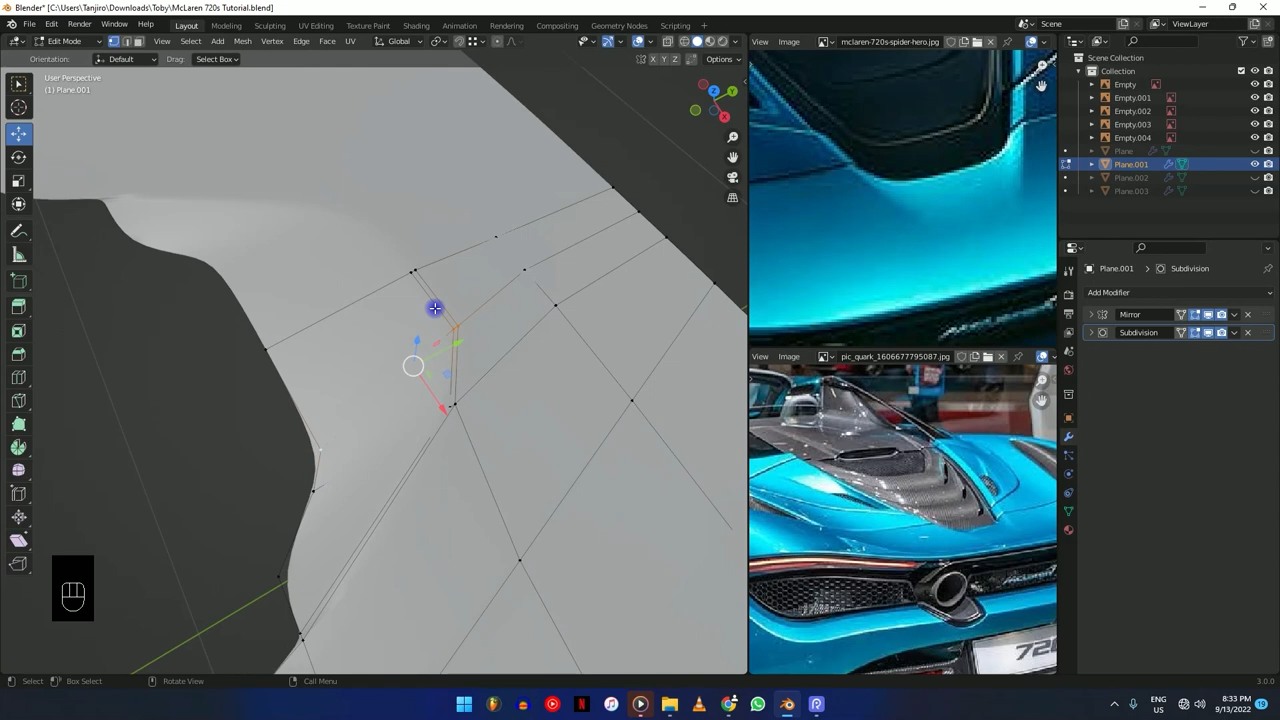 Blender* [C:\Users\Tanjiro\Downloads\Toby\McLaren 720s Tutorial.blend]
File Edit Render Window Help Layout Modeling Sculpting UV Editing Texture Paint Shading Animation Rendering Compositing Geometry Nodes Scripting + Scene ViewLayer
Edit Mode View Select Add Mesh Vertex Edge Face UV Global
View Image mclaren-720s-spider-hero.jpg
Orientation: Default Drag: Select Box X Y Z Options
Scene Collection
Collection
Empty
Empty.001
Empty.002
Empty.003
Empty.004
Plane
Plane.001
Plane.002
Plane.003
User Perspective
(1) Plane.001
Z Y X
Plane.001 Subdivision
Add Modifier
Mirror
Subdivision
View Image pic_quark_1606677795087.jpg
McLaren
720
Select Box Select Rotate View Call Menu 3.0.0
ENG
US
8:33 PM
9/13/2022